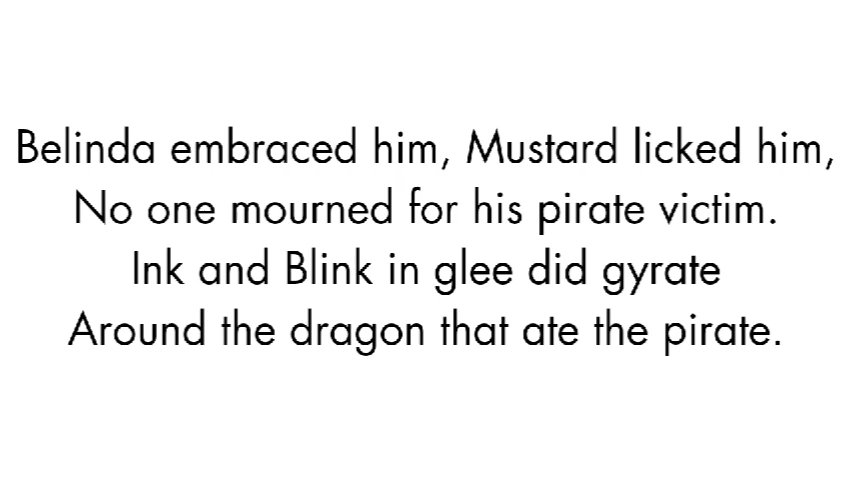 Belinda embraced him, Mustard licked him,
No one mourned for his pirate victim.
Ink and Blink in glee did gyrate
Around the dragon that ate the pirate.